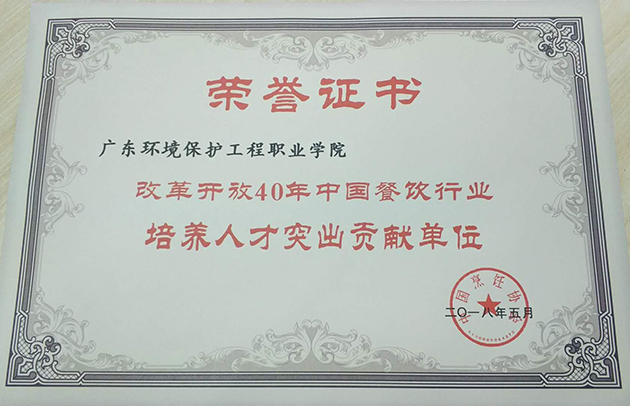 荣誉证书
广东环境保护工程职业学院
改革开放40年中国餐饮行业
培养人才突出贡献单位
中国烹饪协会
二〇一八年五月